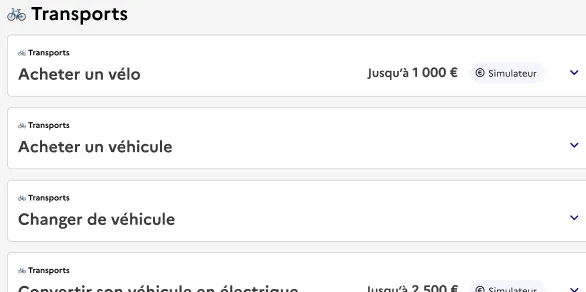 Transports
Transports
Acheter un vélo
Jusqu'à 1 000 € Simulateur
Transports
Acheter un véhicule
Transports
Changer de véhicule
Transports
Convertir son véhicule en électrique
Jusqu'à 2 500 € Simulateur